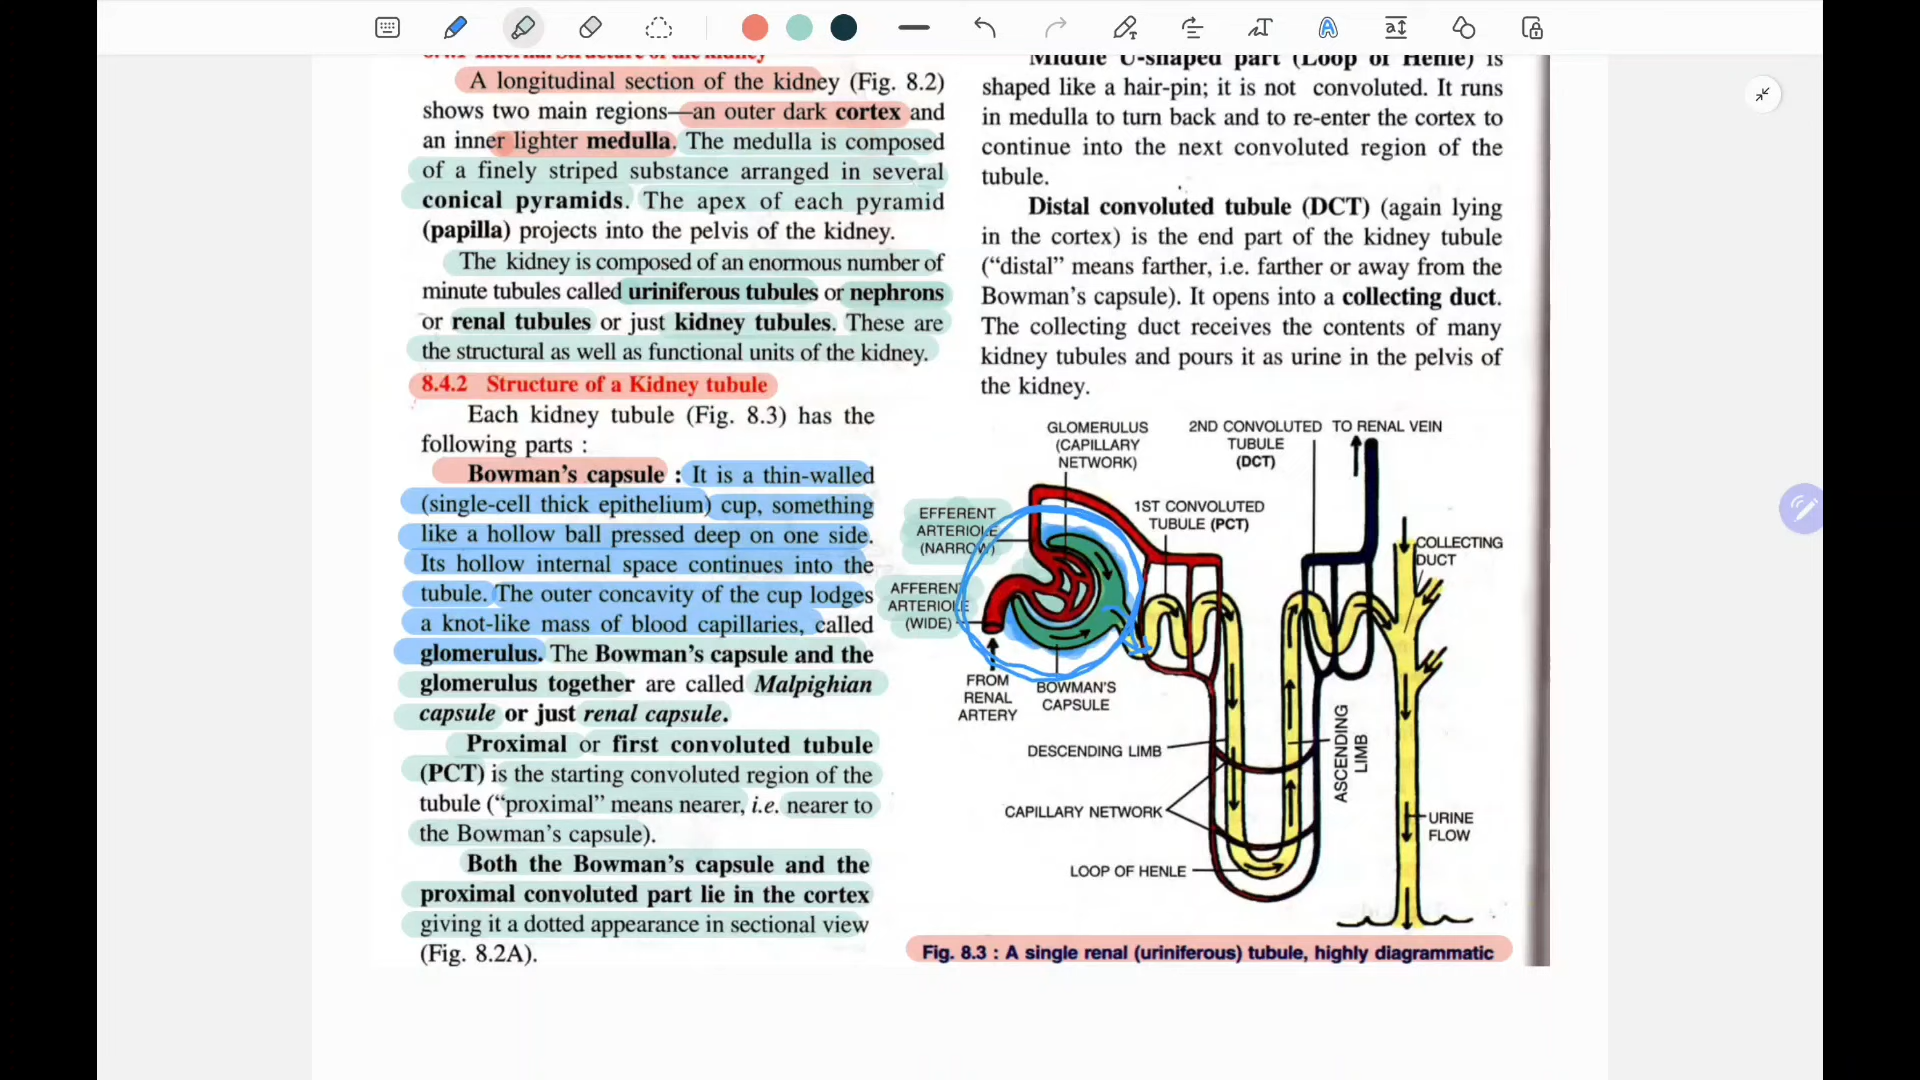 8.4.1 Internal Structure of the kidney
A longitudinal section of the kidney (Fig. 8.2)
shows two main regions—an outer dark cortex and
an inner lighter medulla. The medulla is composed
of a finely striped substance arranged in several
conical pyramids. The apex of each pyramid
(papilla) projects into the pelvis of the kidney.
The kidney is composed of an enormous number of
minute tubules called uriniferous tubules or nephrons
or renal tubules or just kidney tubules. These are
the structural as well as functional units of the kidney.
8.4.2 Structure of a Kidney tubule
Each kidney tubule (Fig. 8.3) has the
following parts :
Bowman's capsule : It is a thin-walled
(single-cell thick epithelium) cup, something
like a hollow ball pressed deep on one side.
Its hollow internal space continues into the
tubule. The outer concavity of the cup lodges
a knot-like mass of blood capillaries, called
glomerulus. The Bowman's capsule and the
glomerulus together are called Malpighian
capsule or just renal capsule.
Proximal or first convoluted tubule
(PCT) is the starting convoluted region of the
tubule ("proximal" means nearer, i.e. nearer to
the Bowman's capsule).
Both the Bowman's capsule and the
proximal convoluted part lie in the cortex
giving it a dotted appearance in sectional view
(Fig. 8.2A).
Middle U-shaped part (Loop of Henle) is
shaped like a hair-pin; it is not convoluted. It runs
in medulla to turn back and to re-enter the cortex to
continue into the next convoluted region of the
tubule.
Distal convoluted tubule (DCT) (again lying
in the cortex) is the end part of the kidney tubule
("distal" means farther, i.e. farther or away from the
Bowman's capsule). It opens into a collecting duct.
The collecting duct receives the contents of many
kidney tubules and pours it as urine in the pelvis of
the kidney.
GLOMERULUS
(CAPILLARY
NETWORK)
2ND CONVOLUTED
TUBULE
(DCT)
TO RENAL VEIN
1ST CONVOLUTED
TUBULE (PCT)
EFFERENT
ARTERIOLE
(NARROW)
AFFERENT
ARTERIOLE
(WIDE)
COLLECTING
DUCT
FROM
RENAL
ARTERY
BOWMAN'S
CAPSULE
DESCENDING LIMB
ASCENDING
LIMB
CAPILLARY NETWORK
URINE
FLOW
LOOP OF HENLE
Fig. 8.3 : A single renal (uriniferous) tubule, highly diagrammatic